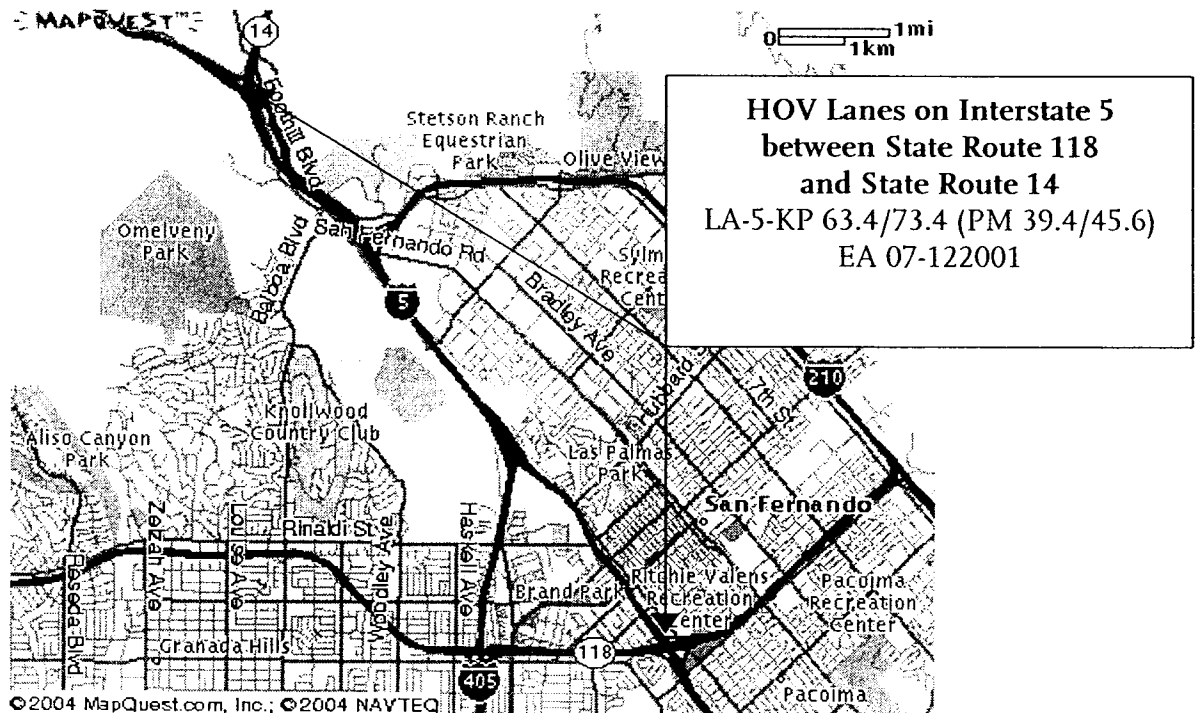 MAPQUEST™
14
0 1mi
1km
HOV Lanes on Interstate 5
between State Route 118
and State Route 14
LA-5-KP 63.4/73.4 (PM 39.4/45.6)
EA 07-122001
Foothill Blvd
Stetson Ranch
Equestrian
Park
Olive View
Omelveny
Park
Balboa Blvd
San Fernando Rd
Sylm
Recrea
Cent
5
Bradley Ave
Hubbard
7th St
210
Knollwood
Country Club
Aliso Canyon
Park
Las Palmas
Park
San Fernando
Rinaldi St
Reseda Blvd
Zelzah Ave
Louise Ave
Woodley Ave
Haskell Ave
Brand Park
Ritchie Valens
Recreation
Center
Pacoima
Recreation
Center
Granada Hills
118
405
Pacoima
©2004 MapQuest.com, Inc.; ©2004 NAVTEQ